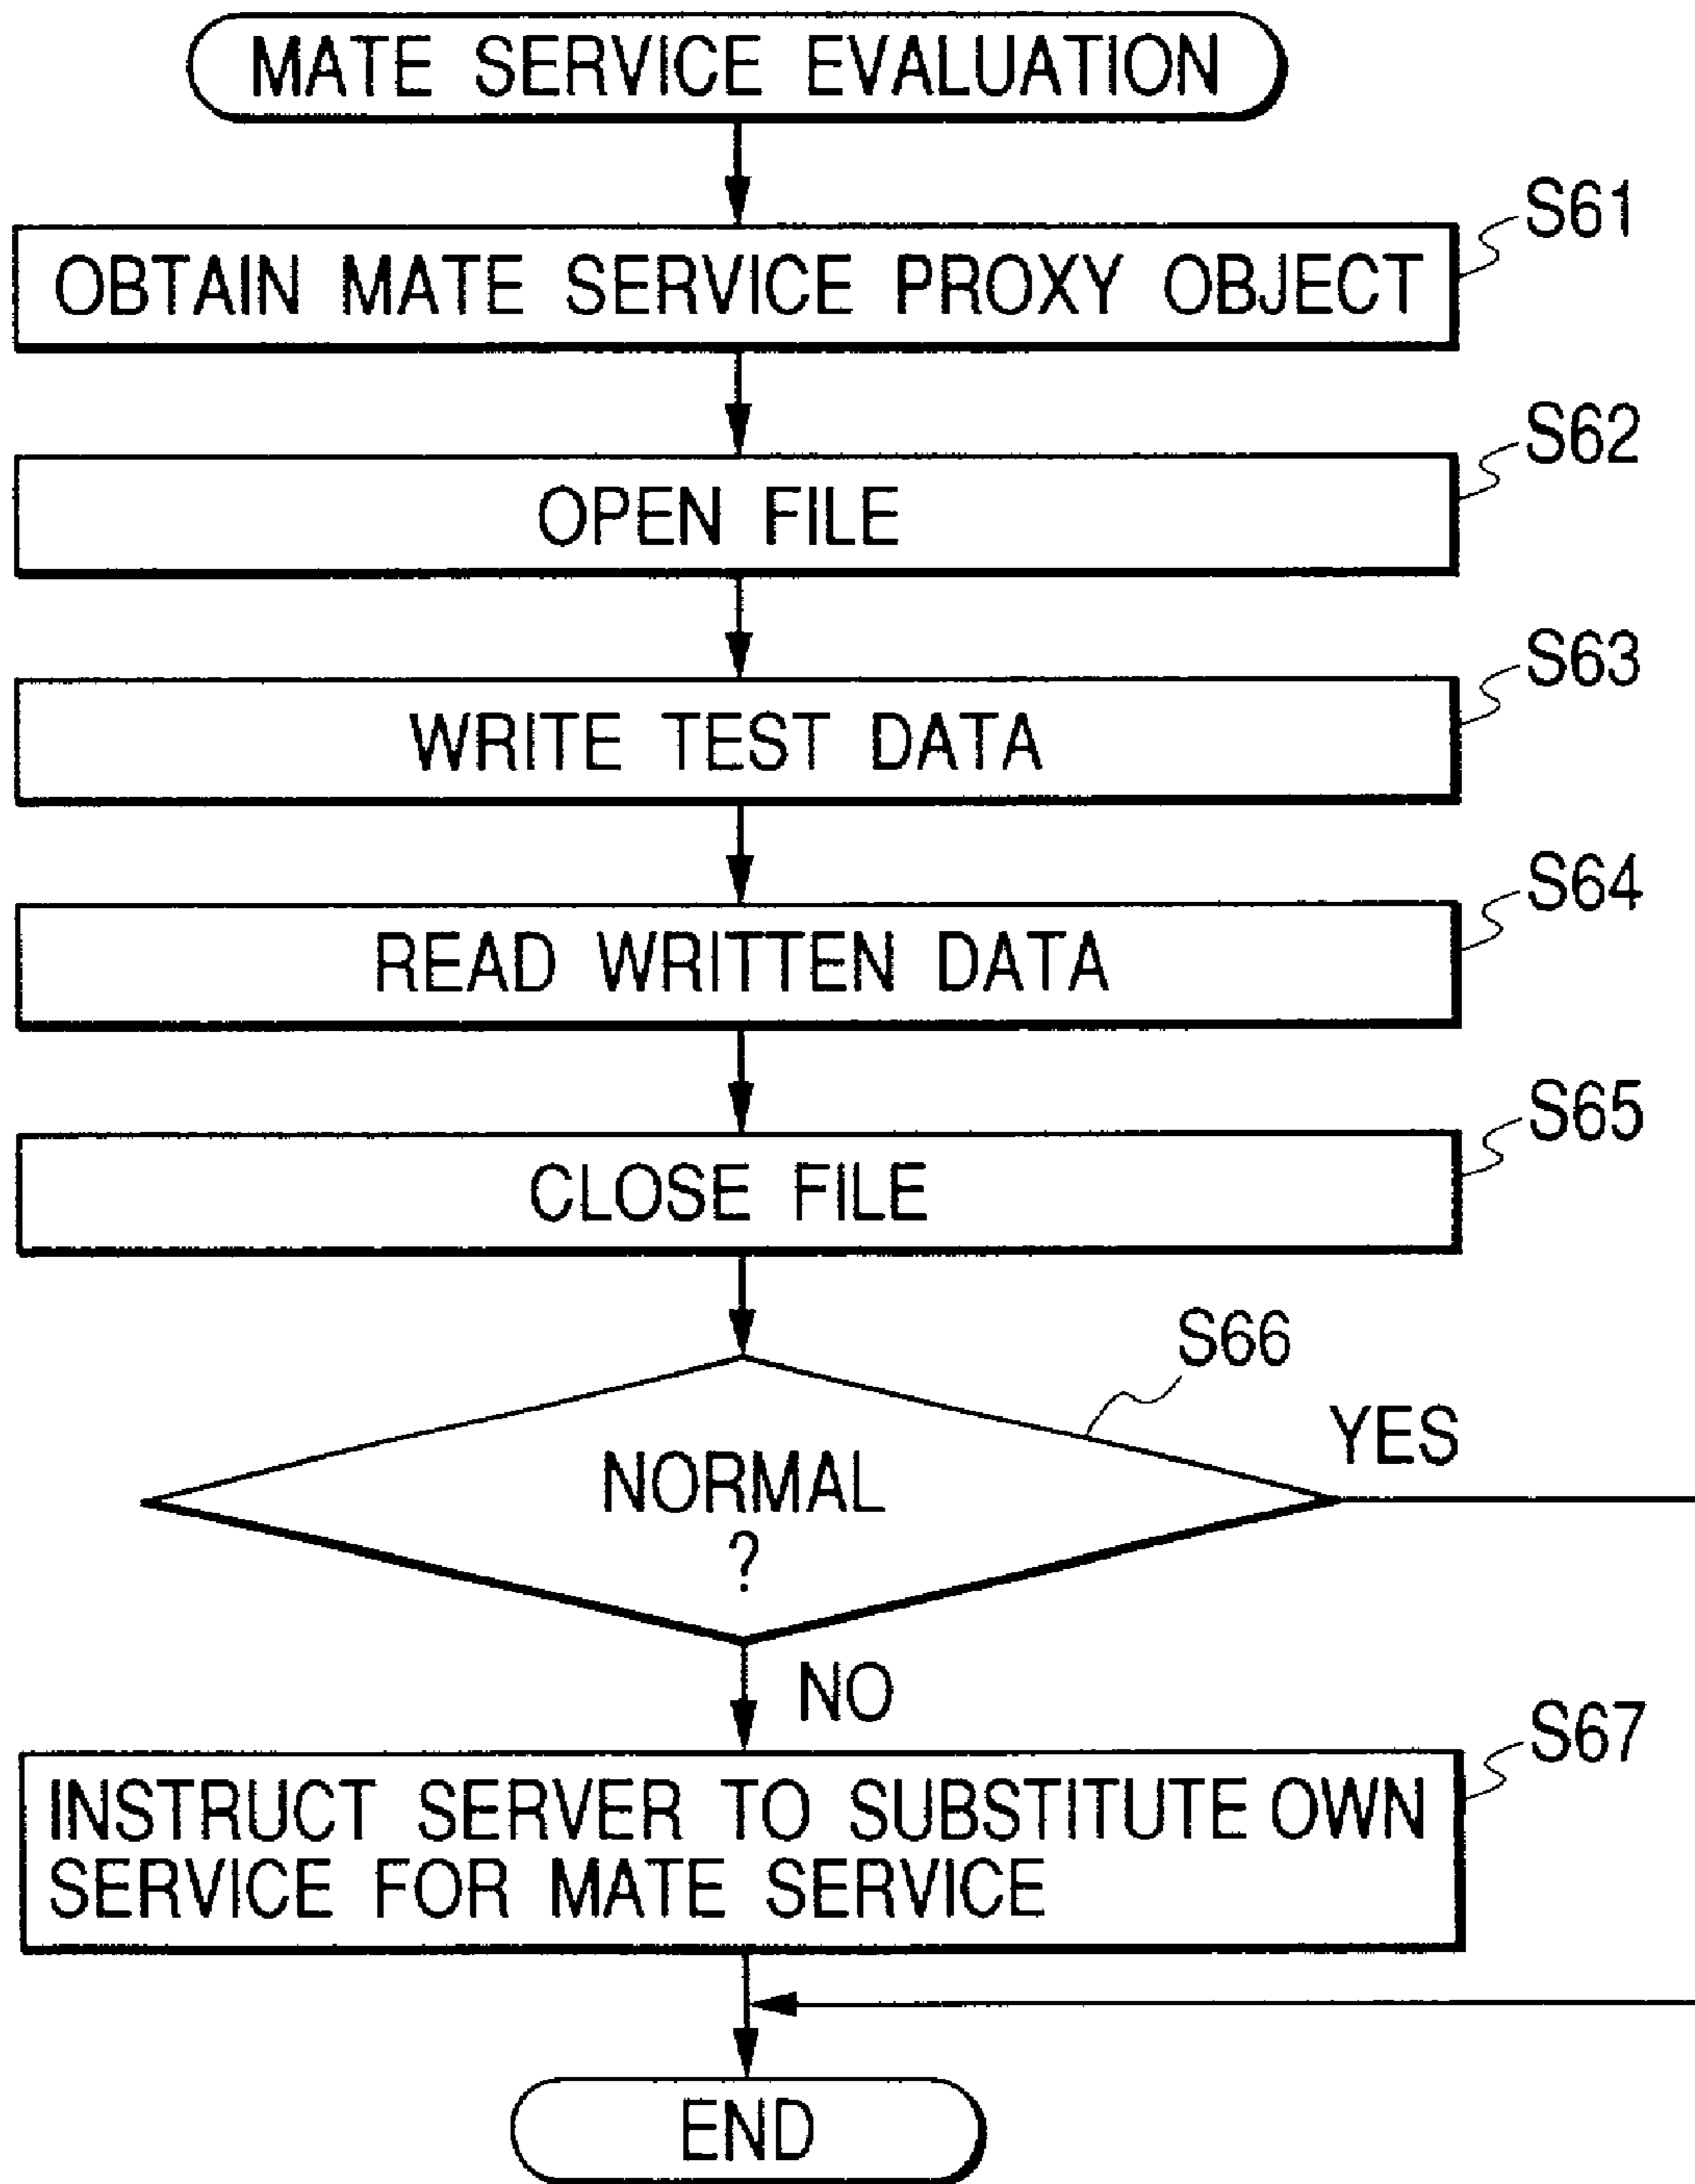 MATE SERVICE EVALUATION
S61
OBTAIN MATE SERVICE PROXY OBJECT
S62
OPEN FILE
S63
WRITE TEST DATA
S64
READ WRITTEN DATA
S65
CLOSE FILE
S66
YES
NORMAL
?
NO
S67
INSTRUCT SERVER TO SUBSTITUTE OWN
SERVICE FOR MATE SERVICE
END